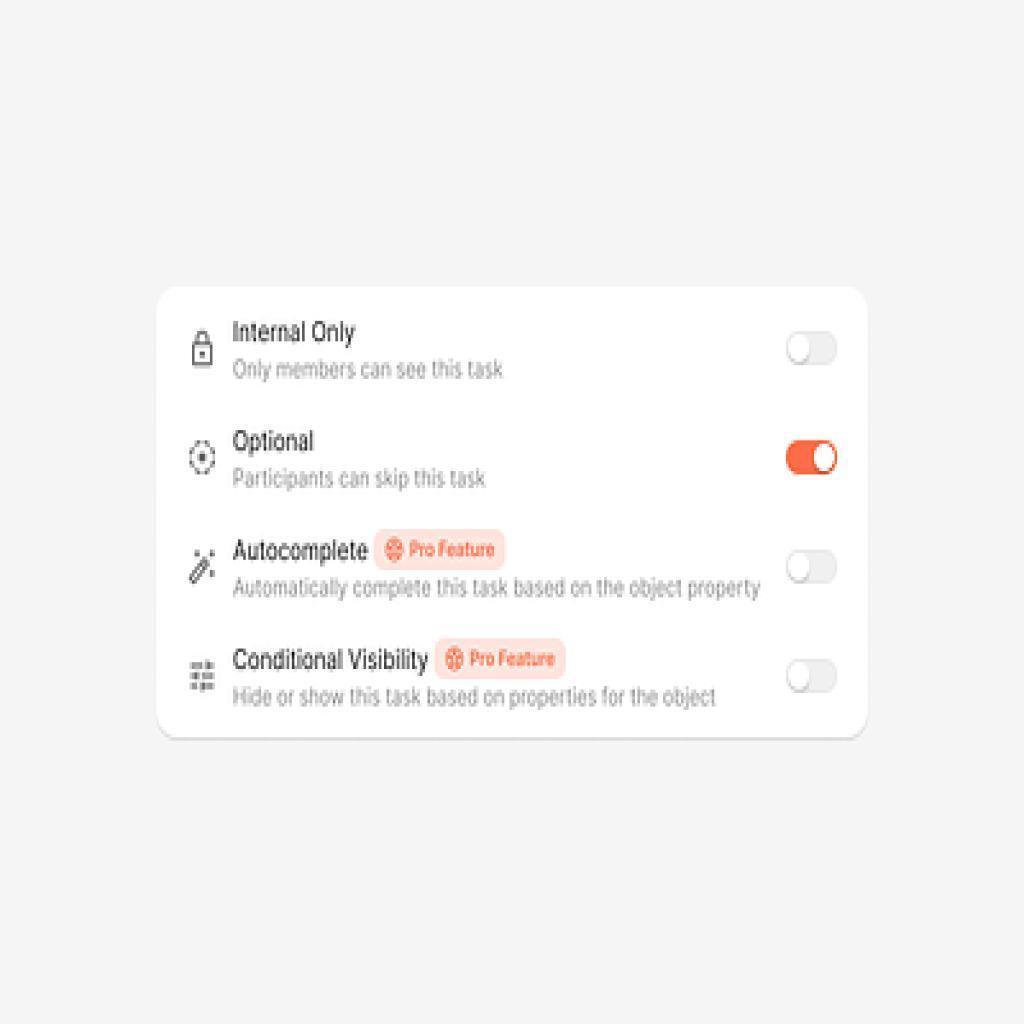 Internal Only
Only members can see this task
Optional
Participants can skip this task
Autocomplete Pro Feature
Automatically complete this task based on the object property
Conditional Visibility Pro Feature
Hide or show this task based on properties for the object